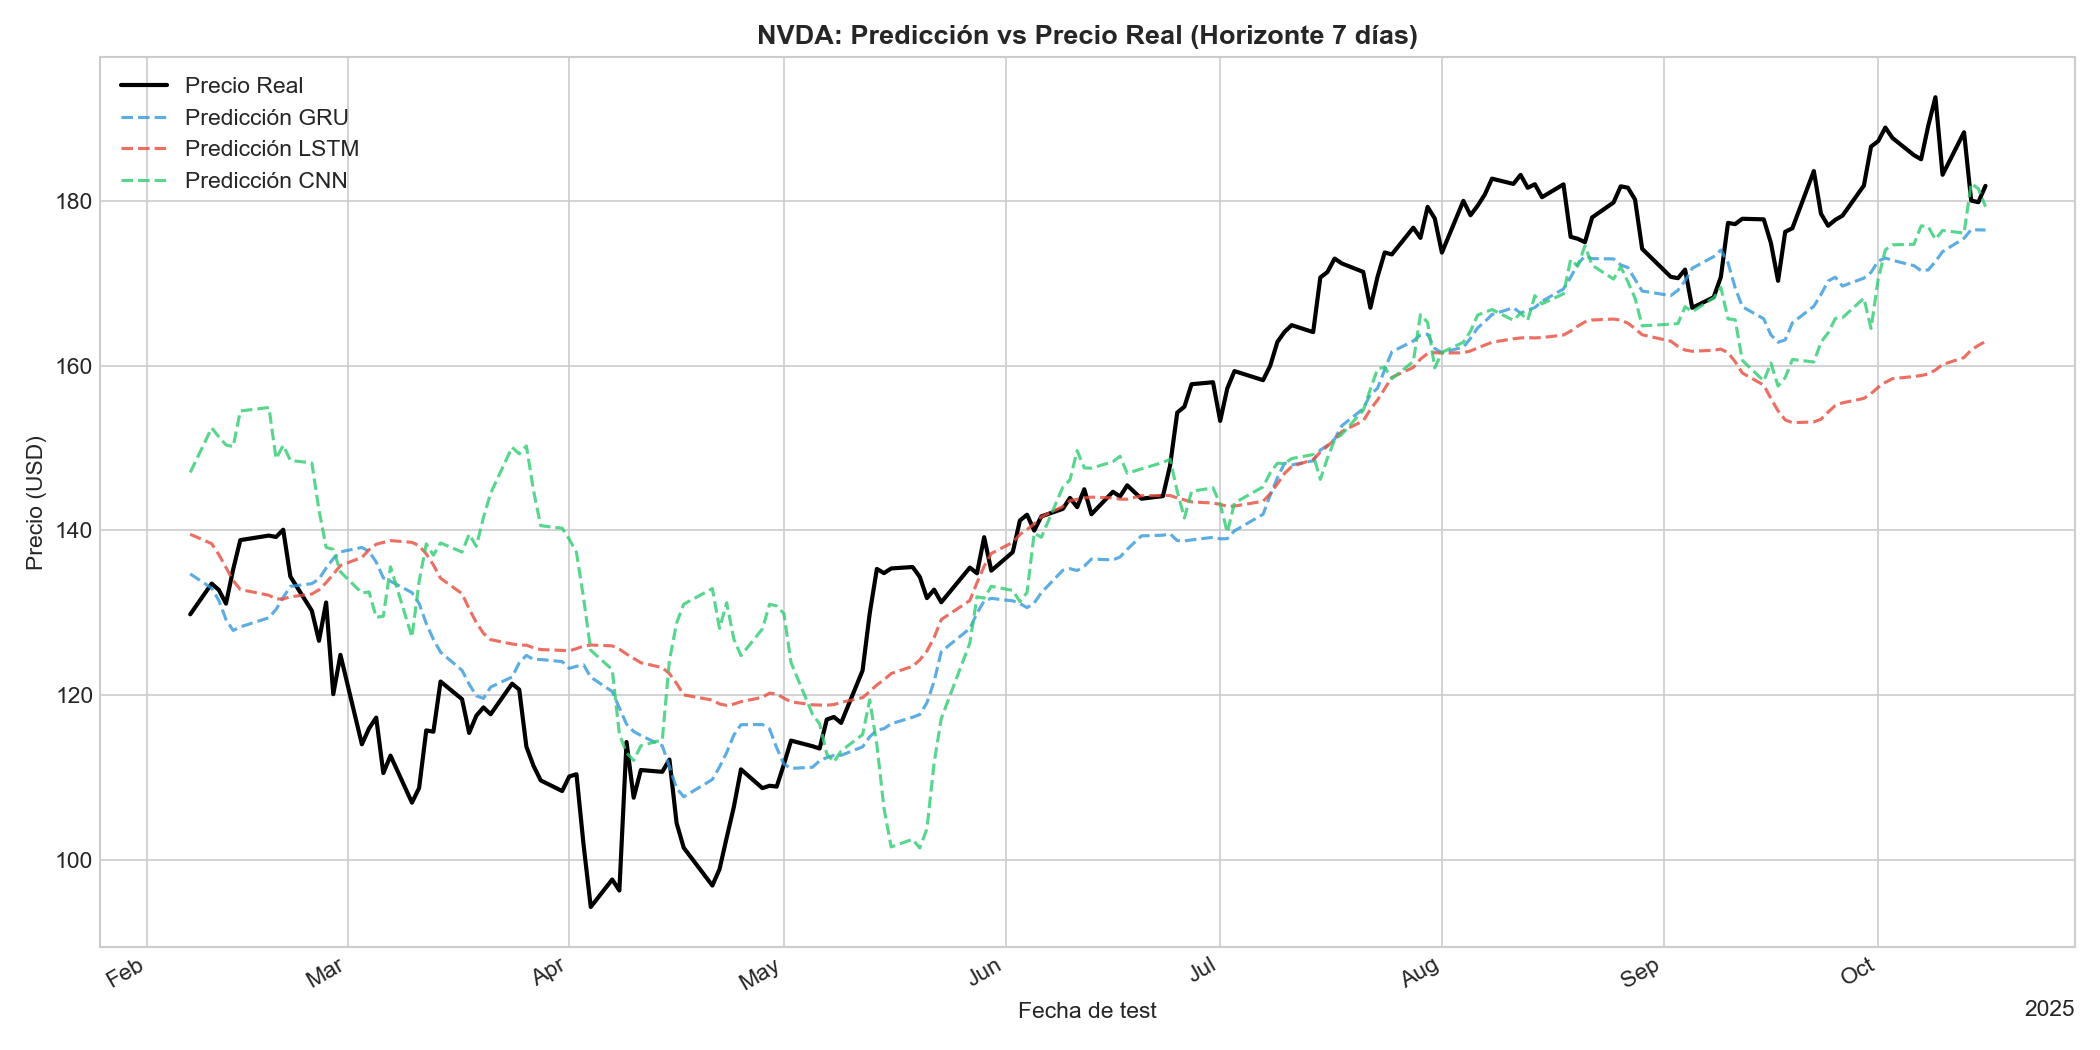 NVDA: Predicción vs Precio Real (Horizonte 7 días)
Precio Real
Predicción GRU
Predicción LSTM
Predicción CNN
180
160
140
120
100
Precio (USD)
Feb
Mar
Apr
May
Jun
Jul
Aug
Sep
Oct
Fecha de test
2025